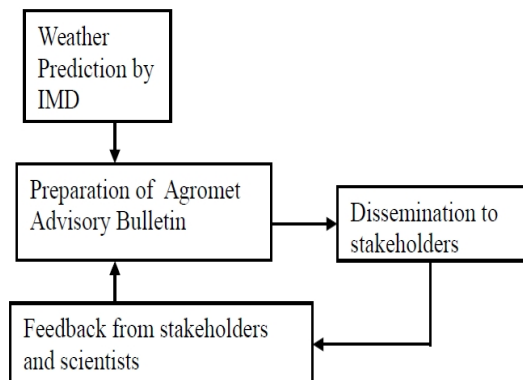 Weather
Prediction by
IMD
Preparation of Agromet
Advisory Bulletin
Dissemination to
stakeholders
Feedback from stakeholders
and scientists